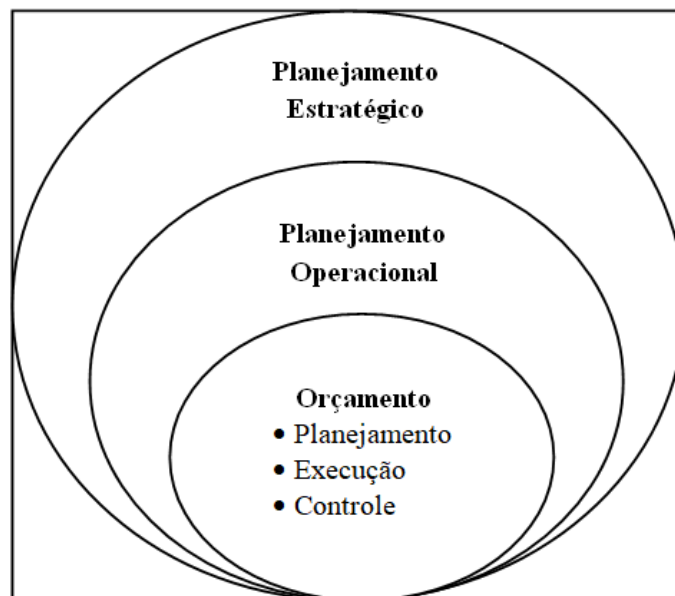 Planejamento
Estratégico
Planejamento
Operacional
Orçamento
• Planejamento
• Execução
• Controle